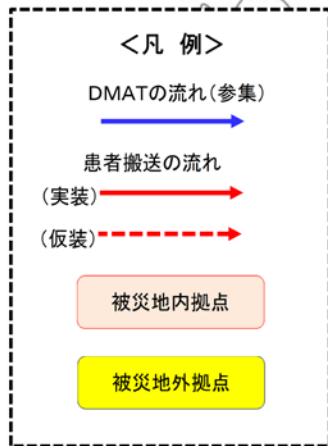 ＜凡 例＞
DMATの流れ（参集）
患者搬送の流れ
（実装）
（仮装）
被災地内拠点
被災地外拠点